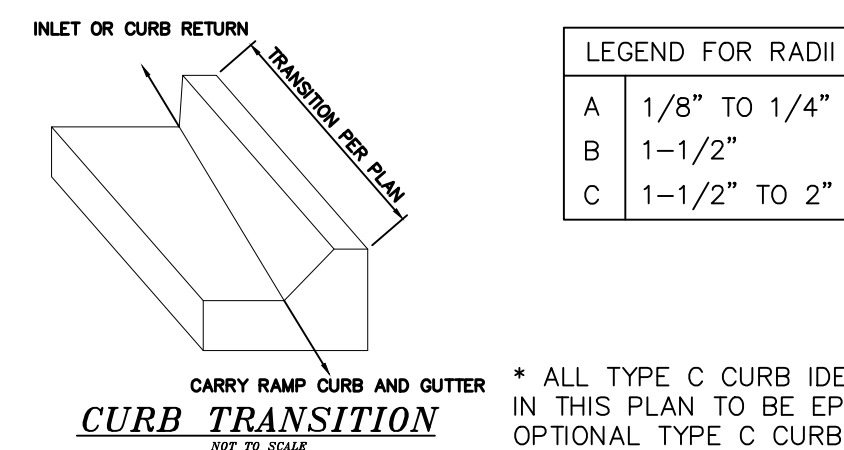 INLET OR CURB RETURN
TRANSITION PER PLAN
CARRY RAMP CURB AND GUTTER
CURB TRANSITION
NOT TO SCALE
LEGEND FOR RADII
A 1/8" TO 1/4"
B 1-1/2"
C 1-1/2" TO 2"
* ALL TYPE C CURB IDE
IN THIS PLAN TO BE EP
OPTIONAL TYPE C CURB